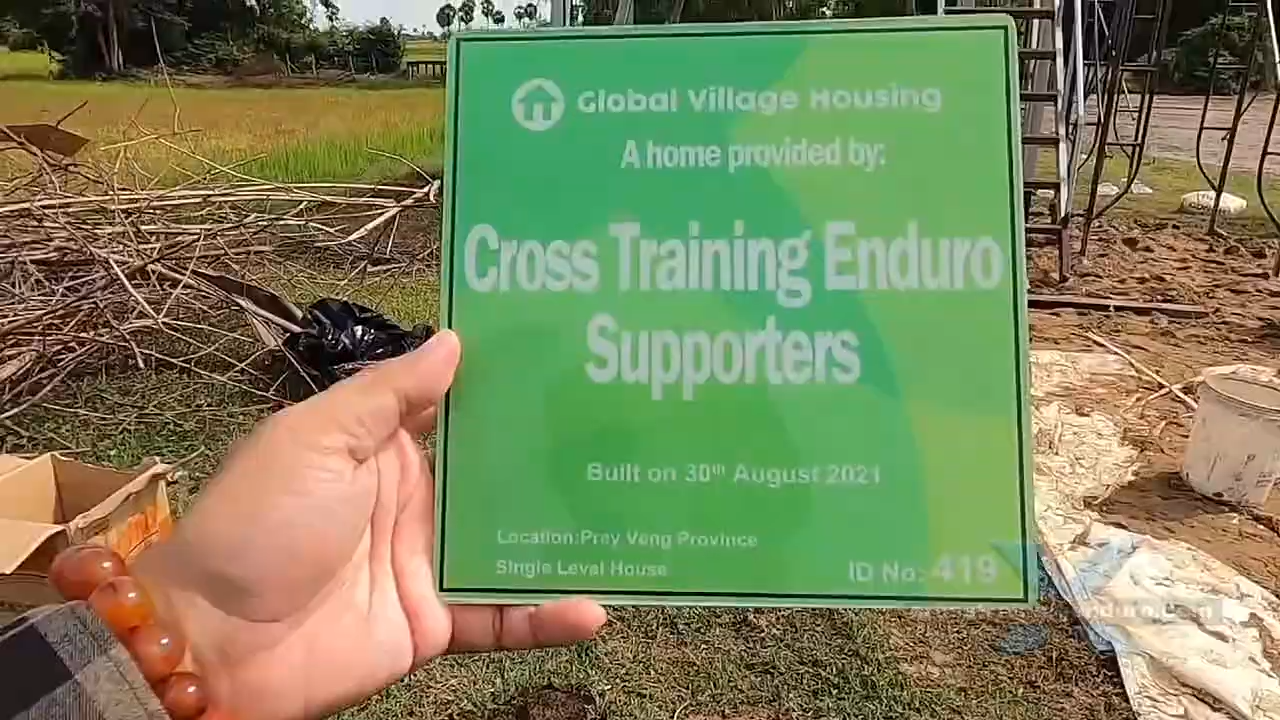 Global Village Housing
A home provided by:
Cross Training Enduro
Supporters
Built on 30th August 2021
Location:Prey Veng Province
Single Level House
ID No: 419